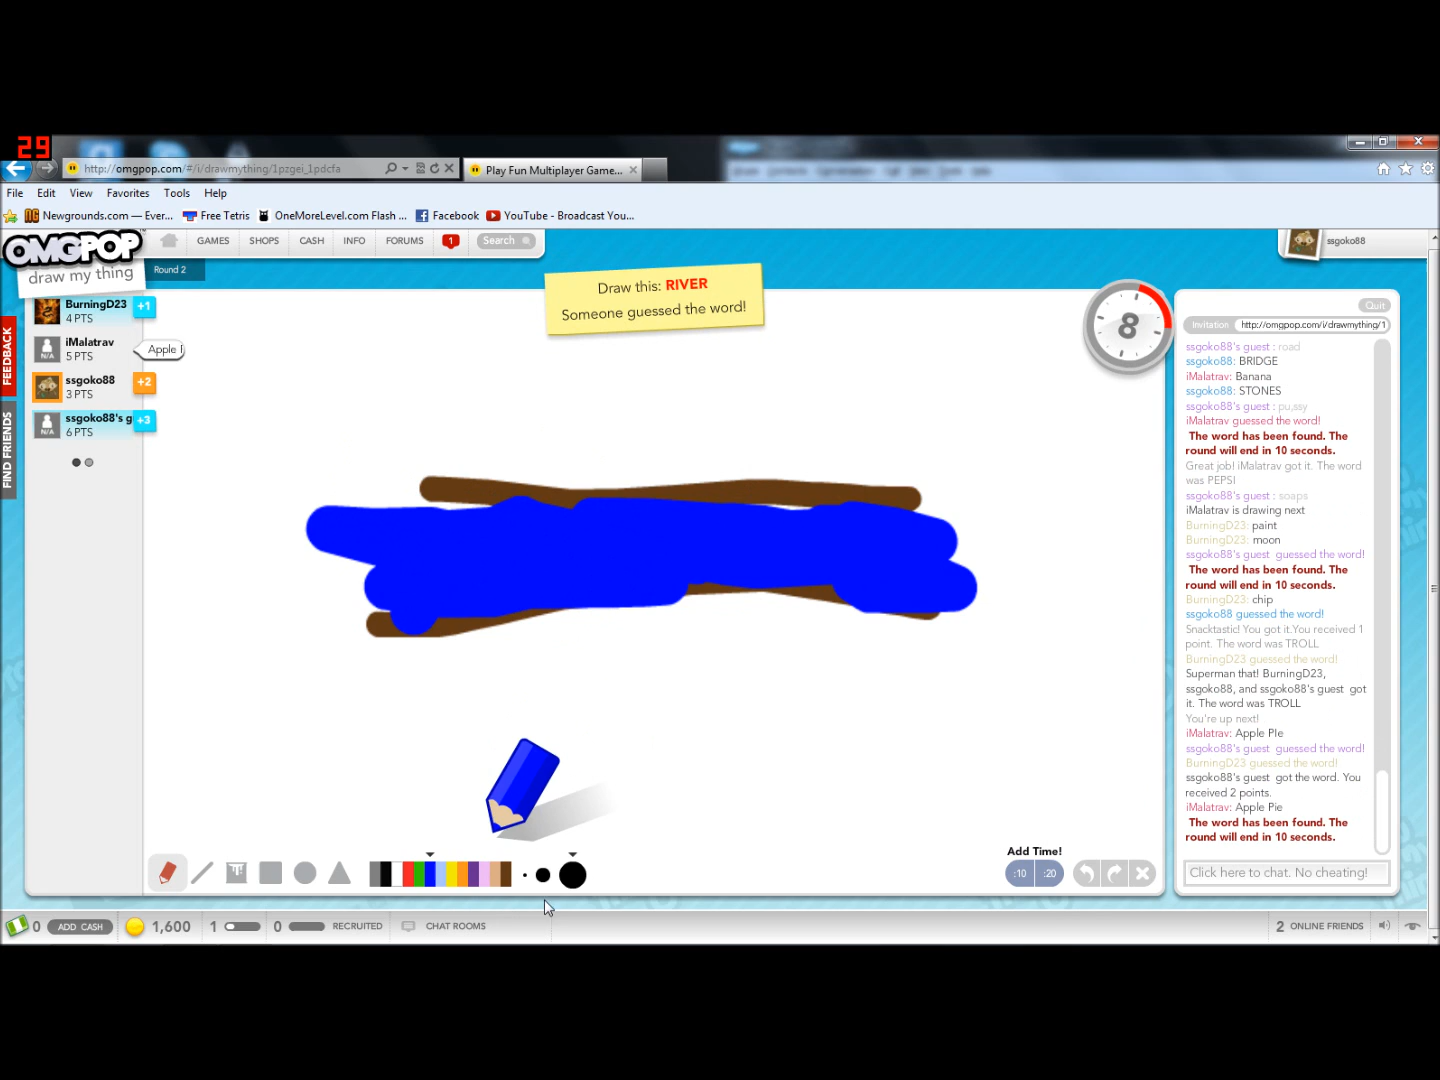 29
http://omgpop.com/#/i/drawmything/1pzgei_1pdcfa
Play Fun Multiplayer Game...
File Edit View Favorites Tools Help
NG Newgrounds.com — Ever... Free Tetris OneMoreLevel.com Flash ... Facebook YouTube - Broadcast You...
OMGPOP
draw my thing
GAMES SHOPS CASH INFO FORUMS 1 Search
ssgoko88
Round 2
Draw this: RIVER
Someone guessed the word!
8
FEEDBACK
FIND FRIENDS
BurningD23 +1
4 PTS
iMalatrav
5 PTS
N/A
Apple
ssgoko88 +2
3 PTS
ssgoko88's g +3
6 PTS
N/A
Quit
Invitation http://omgpop.com/i/drawmything/1
ssgoko88's guest : road
ssgoko88: BRIDGE
iMalatrav: Banana
ssgoko88: STONES
ssgoko88's guest : pu,ssy
iMalatrav guessed the word!
The word has been found. The
round will end in 10 seconds.
Great job! iMalatrav got it. The word
was PEPSI
ssgoko88's guest : soaps
iMalatrav is drawing next
BurningD23: paint
BurningD23: moon
ssgoko88's guest guessed the word!
The word has been found. The
round will end in 10 seconds.
BurningD23: chip
ssgoko88 guessed the word!
Snacktastic! You got it.You received 1
point. The word was TROLL
BurningD23 guessed the word!
Superman that! BurningD23,
ssgoko88, and ssgoko88's guest got
it. The word was TROLL
You're up next!
iMalatrav: Apple PIe
ssgoko88's guest guessed the word!
BurningD23 guessed the word!
ssgoko88's guest got the word. You
received 2 points.
iMalatrav: Apple Pie
The word has been found. The
round will end in 10 seconds.
Click here to chat. No cheating!
Add Time!
:10 :20
0 ADD CASH 1,600 1 0 RECRUITED CHAT ROOMS
2 ONLINE FRIENDS